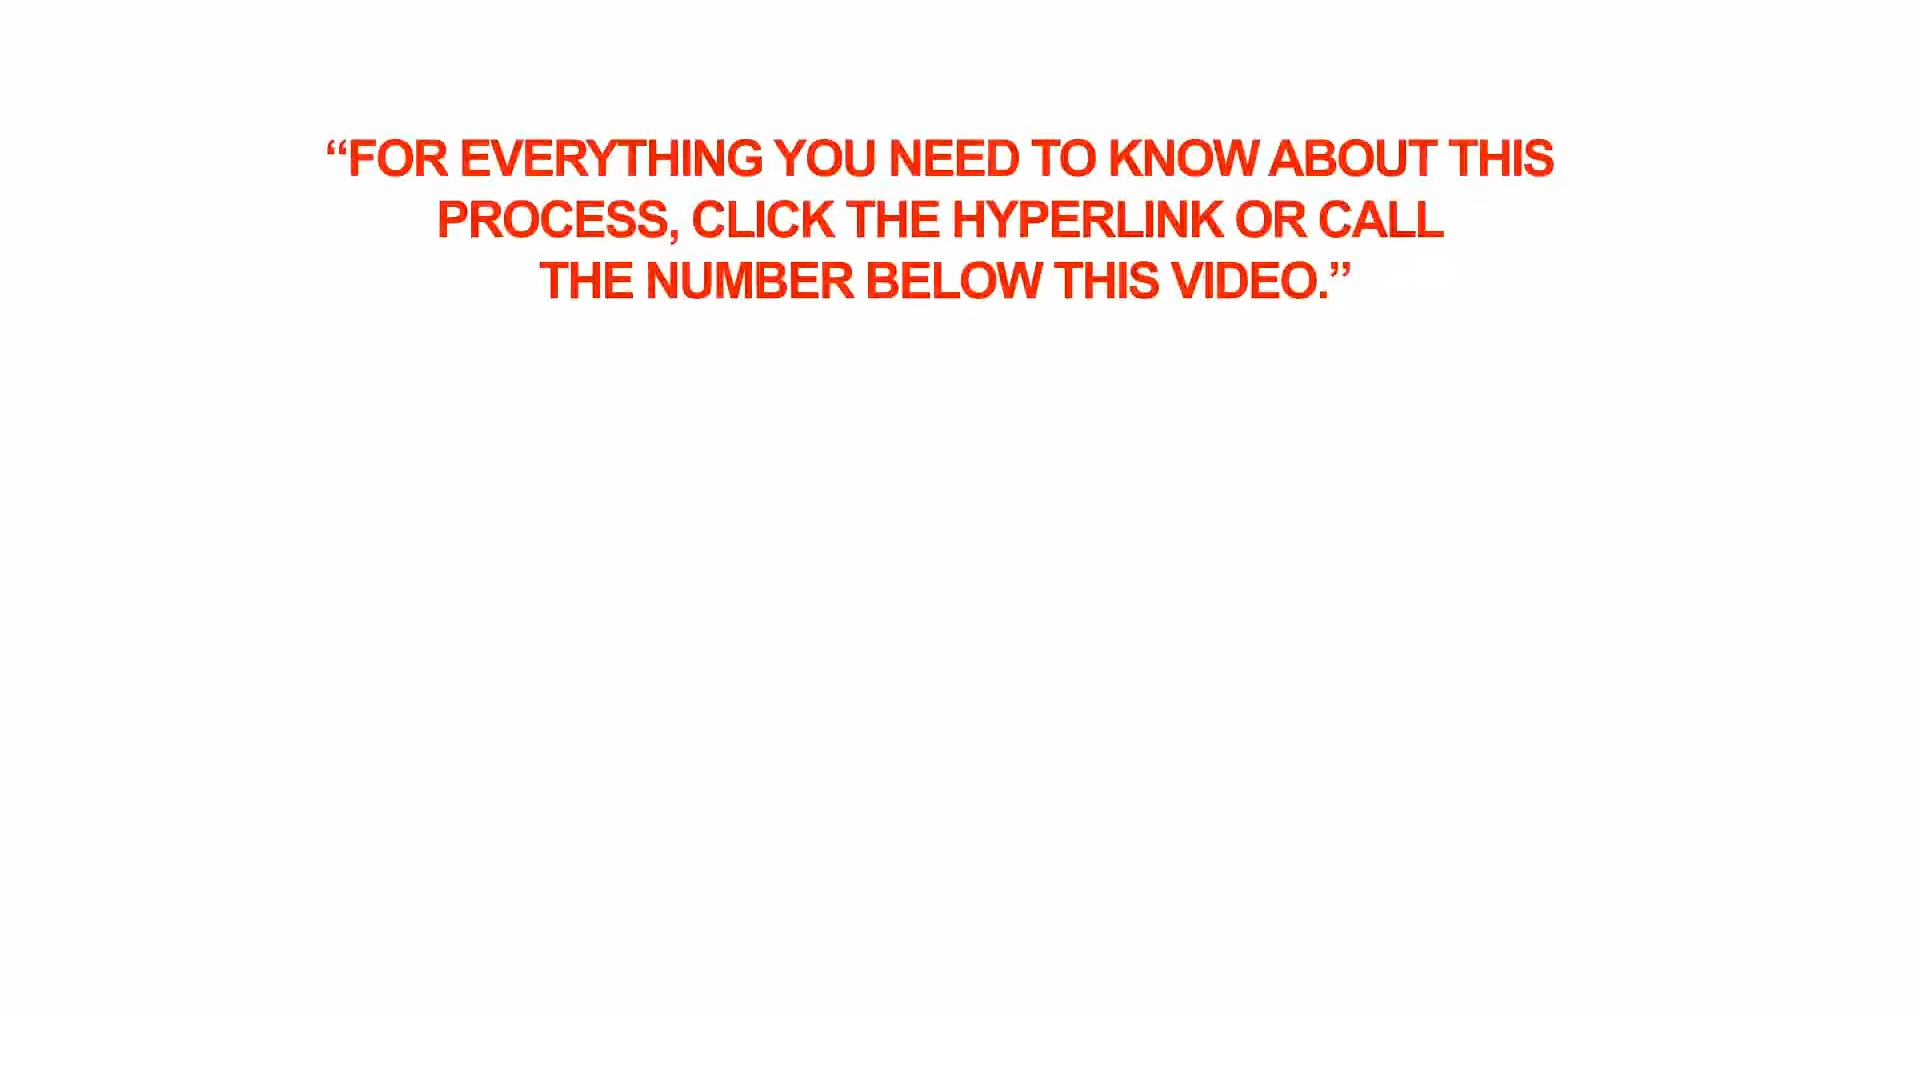 “FOR EVERYTHING YOU NEED TO KNOW ABOUT THIS
PROCESS, CLICK THE HYPERLINK OR CALL
THE NUMBER BELOW THIS VIDEO.”